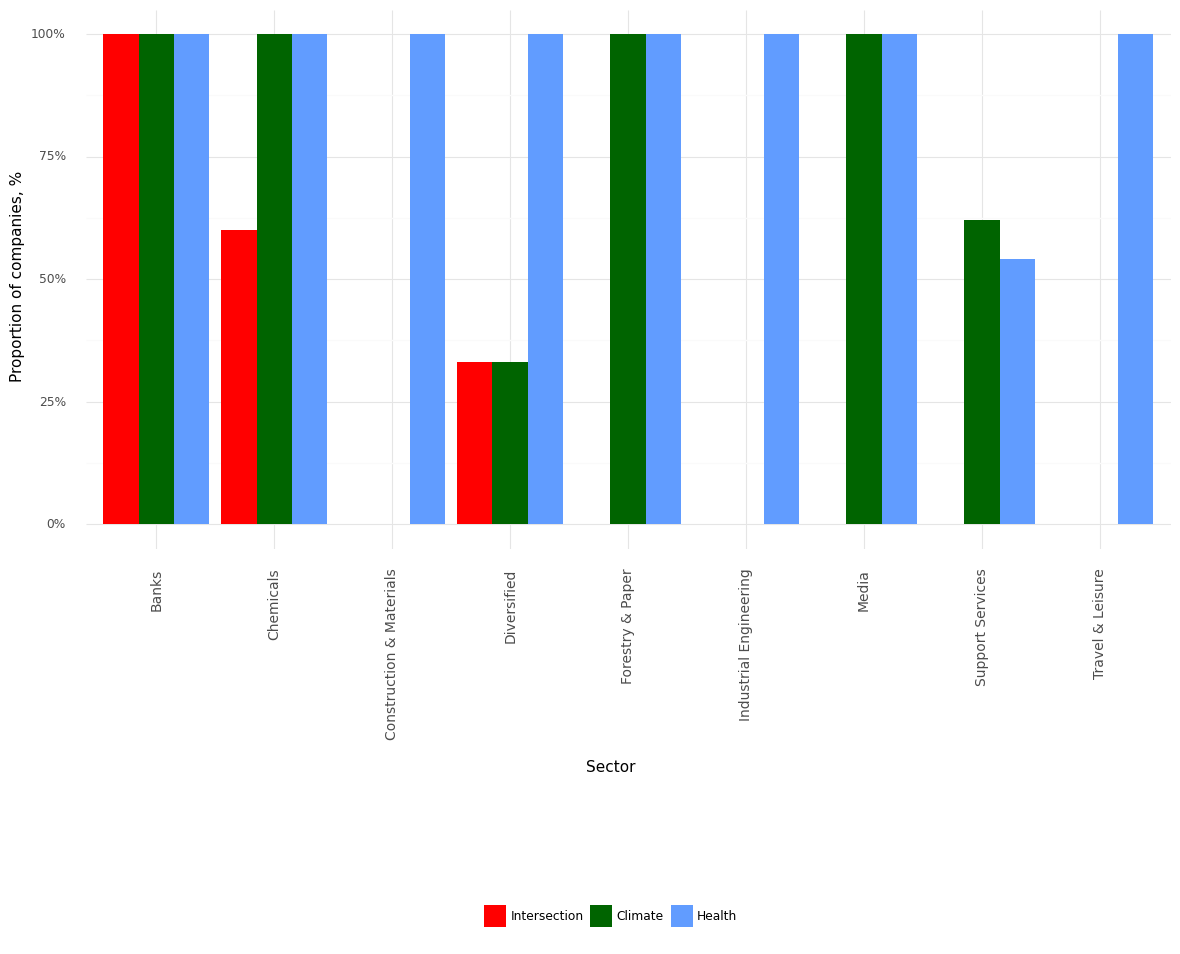 Proportion of companies, %
100%
75%
50%
25%
0%
Banks
Chemicals
Construction & Materials
Diversified
Forestry & Paper
Industrial Engineering
Media
Support Services
Travel & Leisure
Sector
Intersection Climate Health